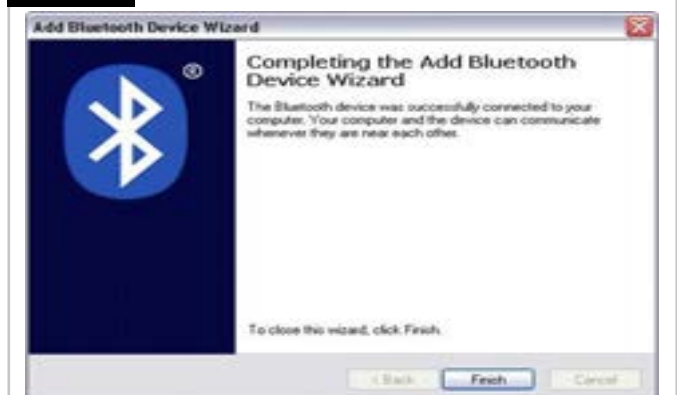 Add Bluetooth Device Wizard
®
Completing the Add Bluetooth
Device Wizard
The Bluetooth device was successfully connected to your
computer. Your computer and the device can communicate
whenever they are near each other.
To close this wizard, click Finish.
< Back
Finish
Cancel